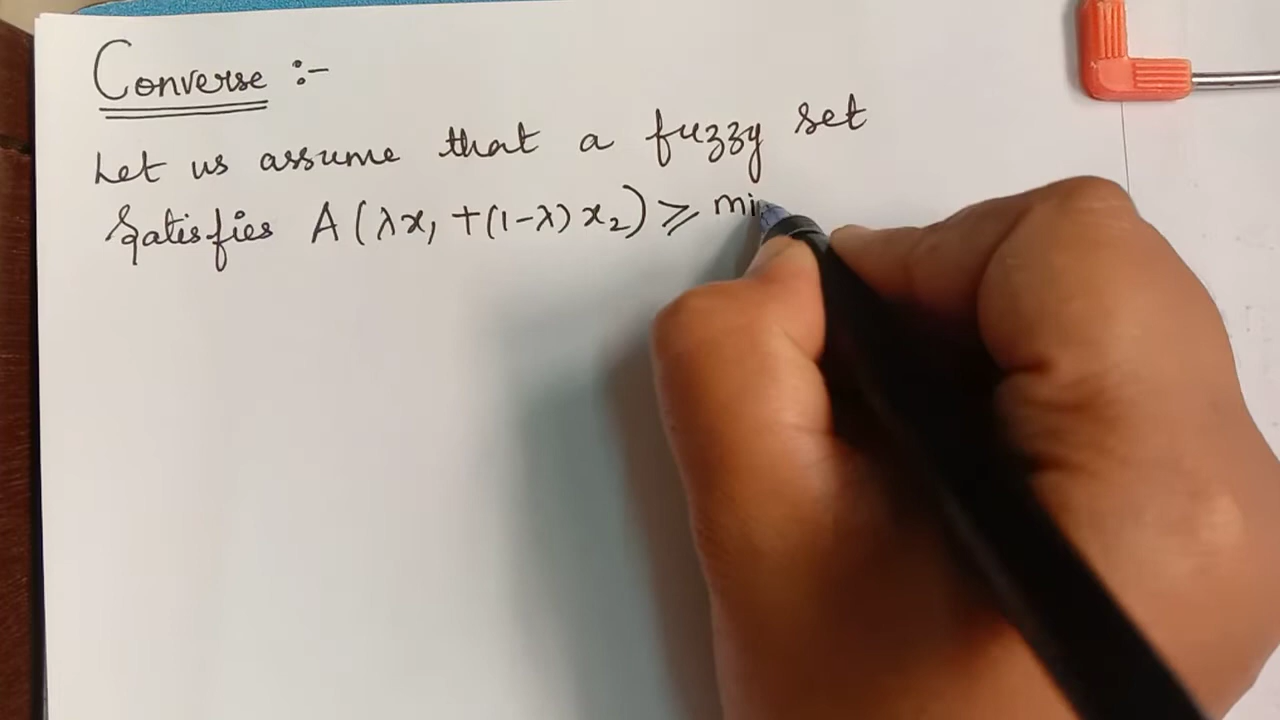 Converse :-
Let us assume that a fuzzy set
Satisfies A(λx₁ +(1-λ) x₂) ⩾ mi